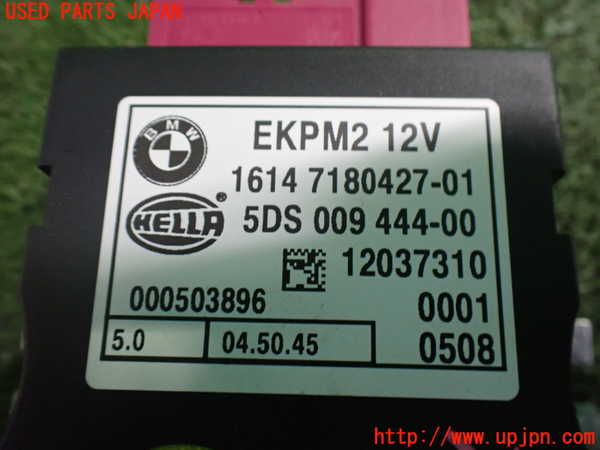 USED PARTS JAPAN
BMW
EKPM2 12V
1614 7180427-01
HELLA ® 5DS 009 444-00
12037310
000503896 0001
5.0 04.50.45 0508
http://www.upjpn.com/